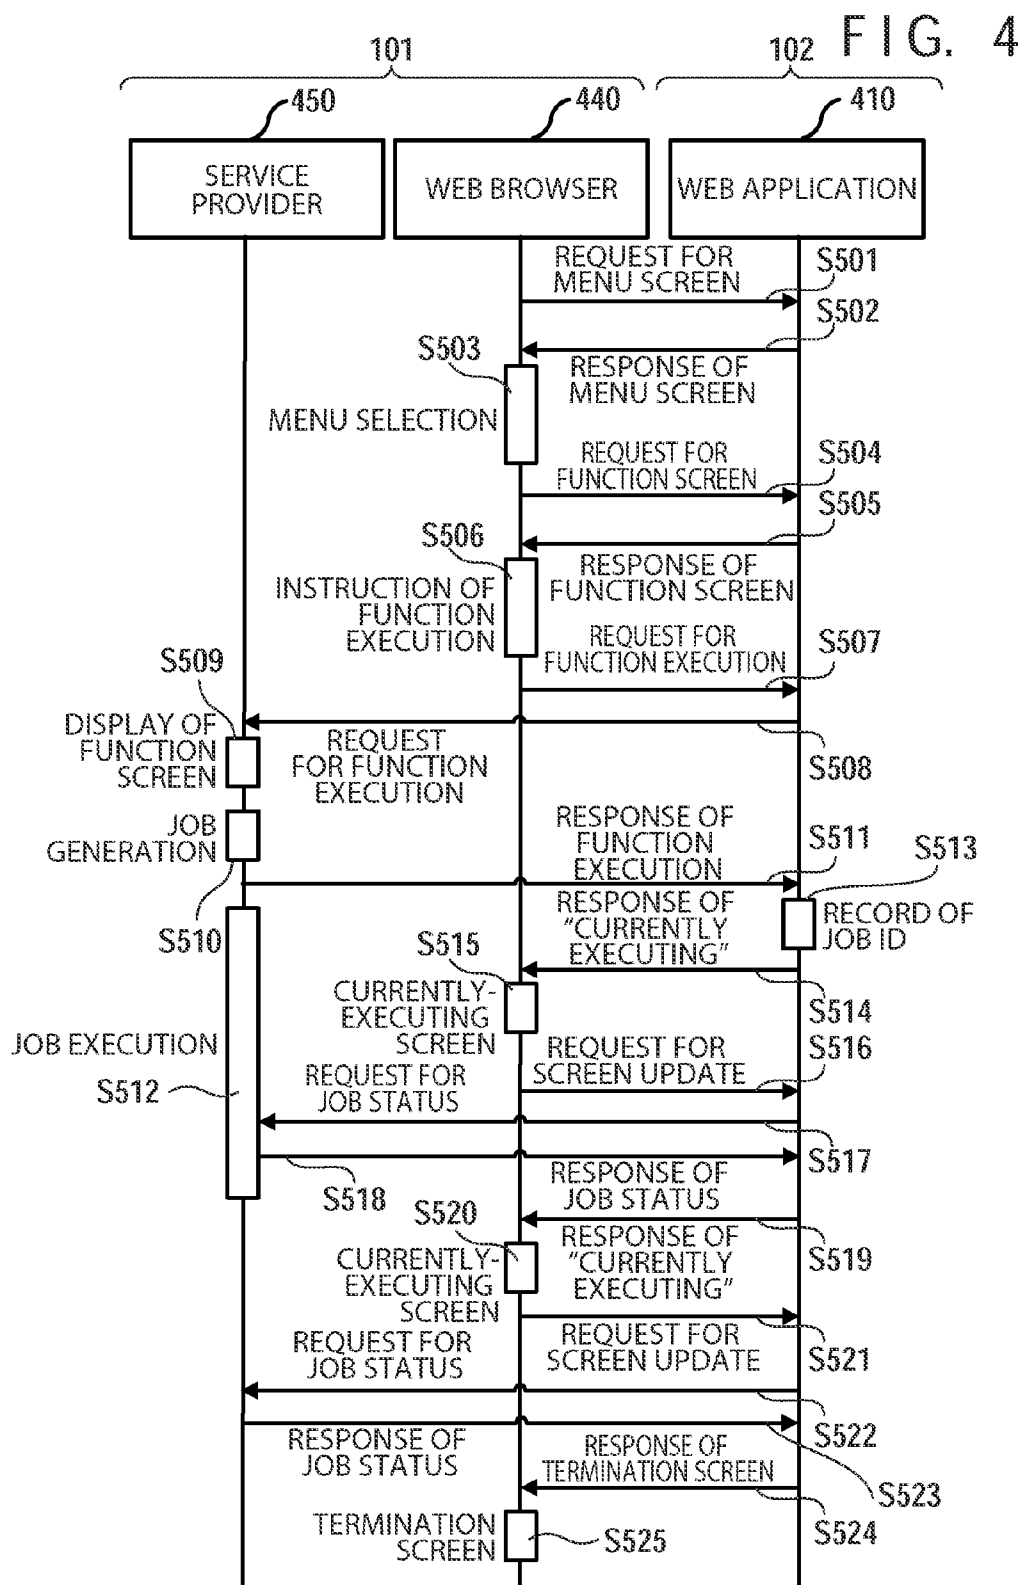 FIG. 4
101
102
450
440
410
SERVICE
PROVIDER
WEB BROWSER
WEB APPLICATION
REQUEST FOR
MENU SCREEN
S501
S502
RESPONSE OF
MENU SCREEN
S503
MENU SELECTION
REQUEST FOR
FUNCTION SCREEN
S504
S505
RESPONSE OF
FUNCTION SCREEN
S506
INSTRUCTION OF
FUNCTION
EXECUTION
REQUEST FOR
FUNCTION EXECUTION
S507
S509
DISPLAY OF
FUNCTION
SCREEN
REQUEST
FOR FUNCTION
EXECUTION
S508
JOB
GENERATION
S510
RESPONSE OF
FUNCTION
EXECUTION
S511
S513
RECORD OF
JOB ID
RESPONSE OF
"CURRENTLY
EXECUTING"
S514
S515
CURRENTLY-
EXECUTING
SCREEN
JOB EXECUTION
S512
REQUEST FOR
SCREEN UPDATE
S516
REQUEST FOR
JOB STATUS
S517
S518
RESPONSE OF
JOB STATUS
S519
S520
CURRENTLY-
EXECUTING
SCREEN
RESPONSE OF
"CURRENTLY
EXECUTING"
REQUEST FOR
SCREEN UPDATE
S521
REQUEST FOR
JOB STATUS
S522
RESPONSE OF
JOB STATUS
S523
RESPONSE OF
TERMINATION SCREEN
S524
TERMINATION
SCREEN
S525